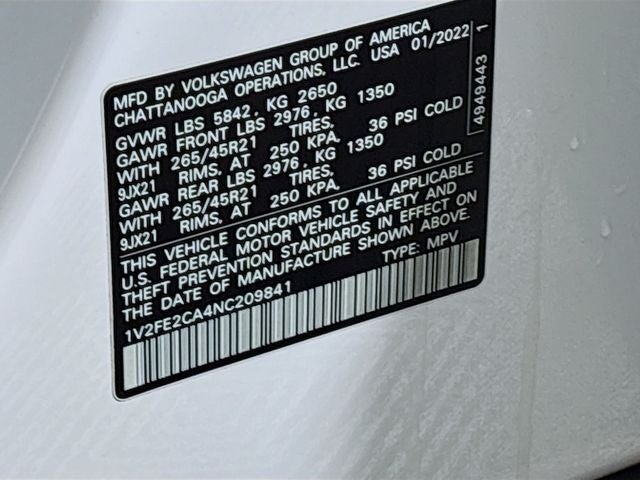 MFD BY VOLKSWAGEN GROUP OF AMERICA
CHATTANOOGA OPERATIONS, LLC. USA 01/2022
GVWR LBS 5842, KG 2650
GAWR FRONT LBS 2976, KG 1350
WITH 265/45R21 TIRES.
9JX21 RIMS. AT 250 KPA. 36 PSI COLD
GAWR REAR LBS 2976, KG 1350
WITH 265/45R21 TIRES.
9JX21 RIMS. AT 250 KPA. 36 PSI COLD
THIS VEHICLE CONFORMS TO ALL APPLICABLE
U.S. FEDERAL MOTOR VEHICLE SAFETY AND
THEFT PREVENTION STANDARDS IN EFFECT ON
THE DATE OF MANUFACTURE SHOWN ABOVE.
1V2FE2CA4NC209841 TYPE: MPV
4949443 1